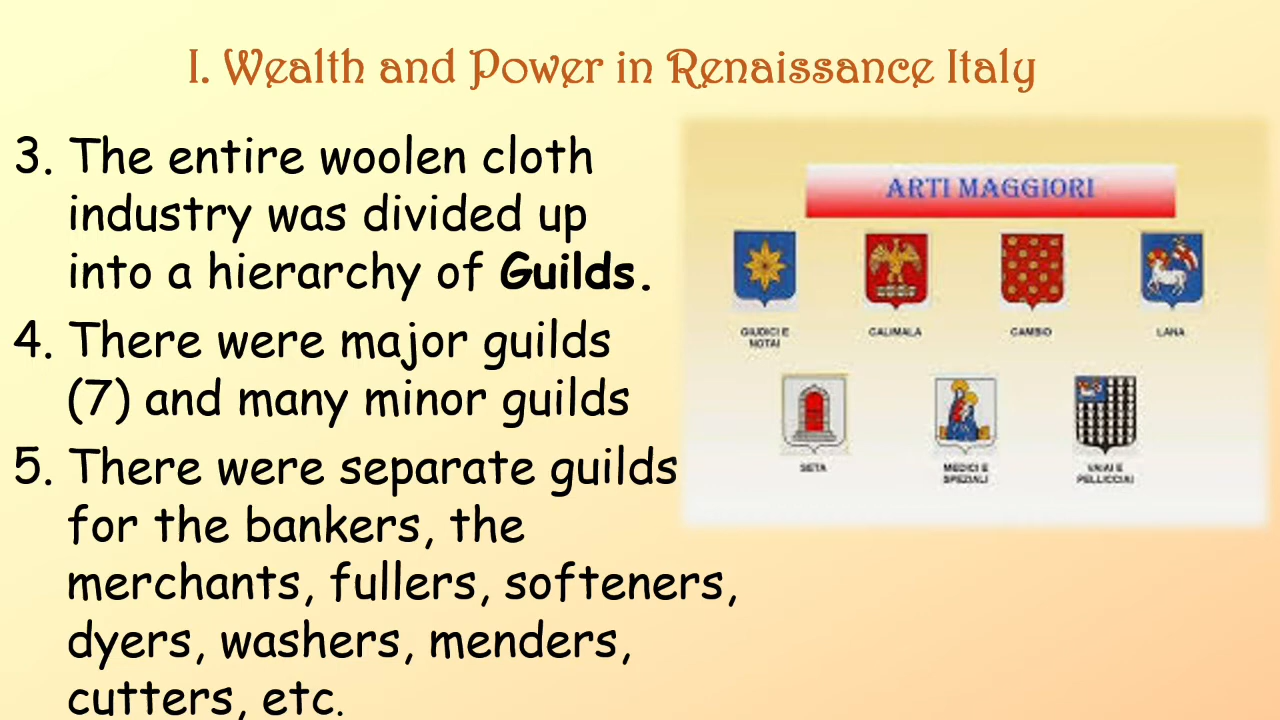 I. Wealth and Power in Renaissance Italy
3. The entire woolen cloth
industry was divided up
into a hierarchy of Guilds.
4. There were major guilds
(7) and many minor guilds
5. There were separate guilds
for the bankers, the
merchants, fullers, softeners,
dyers, washers, menders,
cutters, etc.
ARTI MAGGIORI
GIUDICI E
NOTAI
CALIMALA
CAMBIO
LANA
SETA
MEDICI E
SPEZIALI
VAIAI E
PELLICCIAI